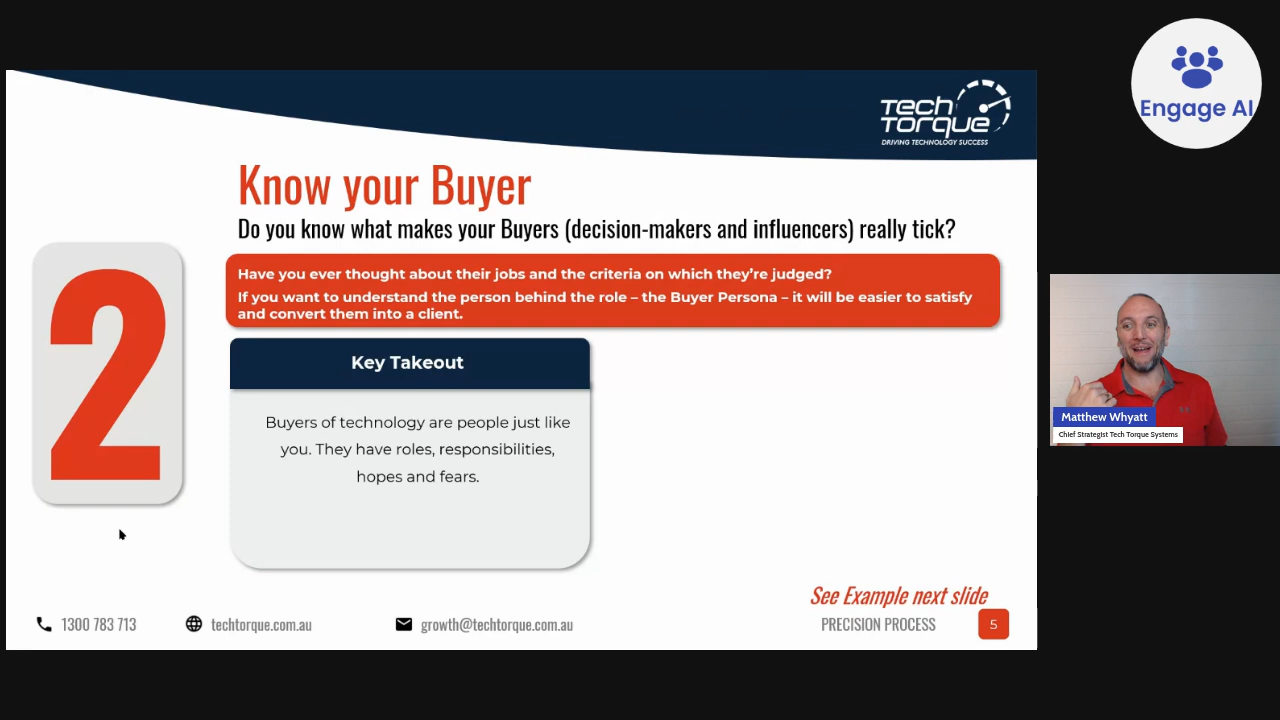 Engage AI
Tech
Torque
DRIVING TECHNOLOGY SUCCESS
Know your Buyer
Do you know what makes your Buyers (decision-makers and influencers) really tick?
2
Have you ever thought about their jobs and the criteria on which they’re judged?
If you want to understand the person behind the role – the Buyer Persona – it will be easier to satisfy
and convert them into a client.
Key Takeout
Buyers of technology are people just like
you. They have roles, responsibilities,
hopes and fears.
Matthew Whyatt
Chief Strategist Tech Torque Systems
See Example next slide
1300 783 713
techtorque.com.au
growth@techtorque.com.au
PRECISION PROCESS
5